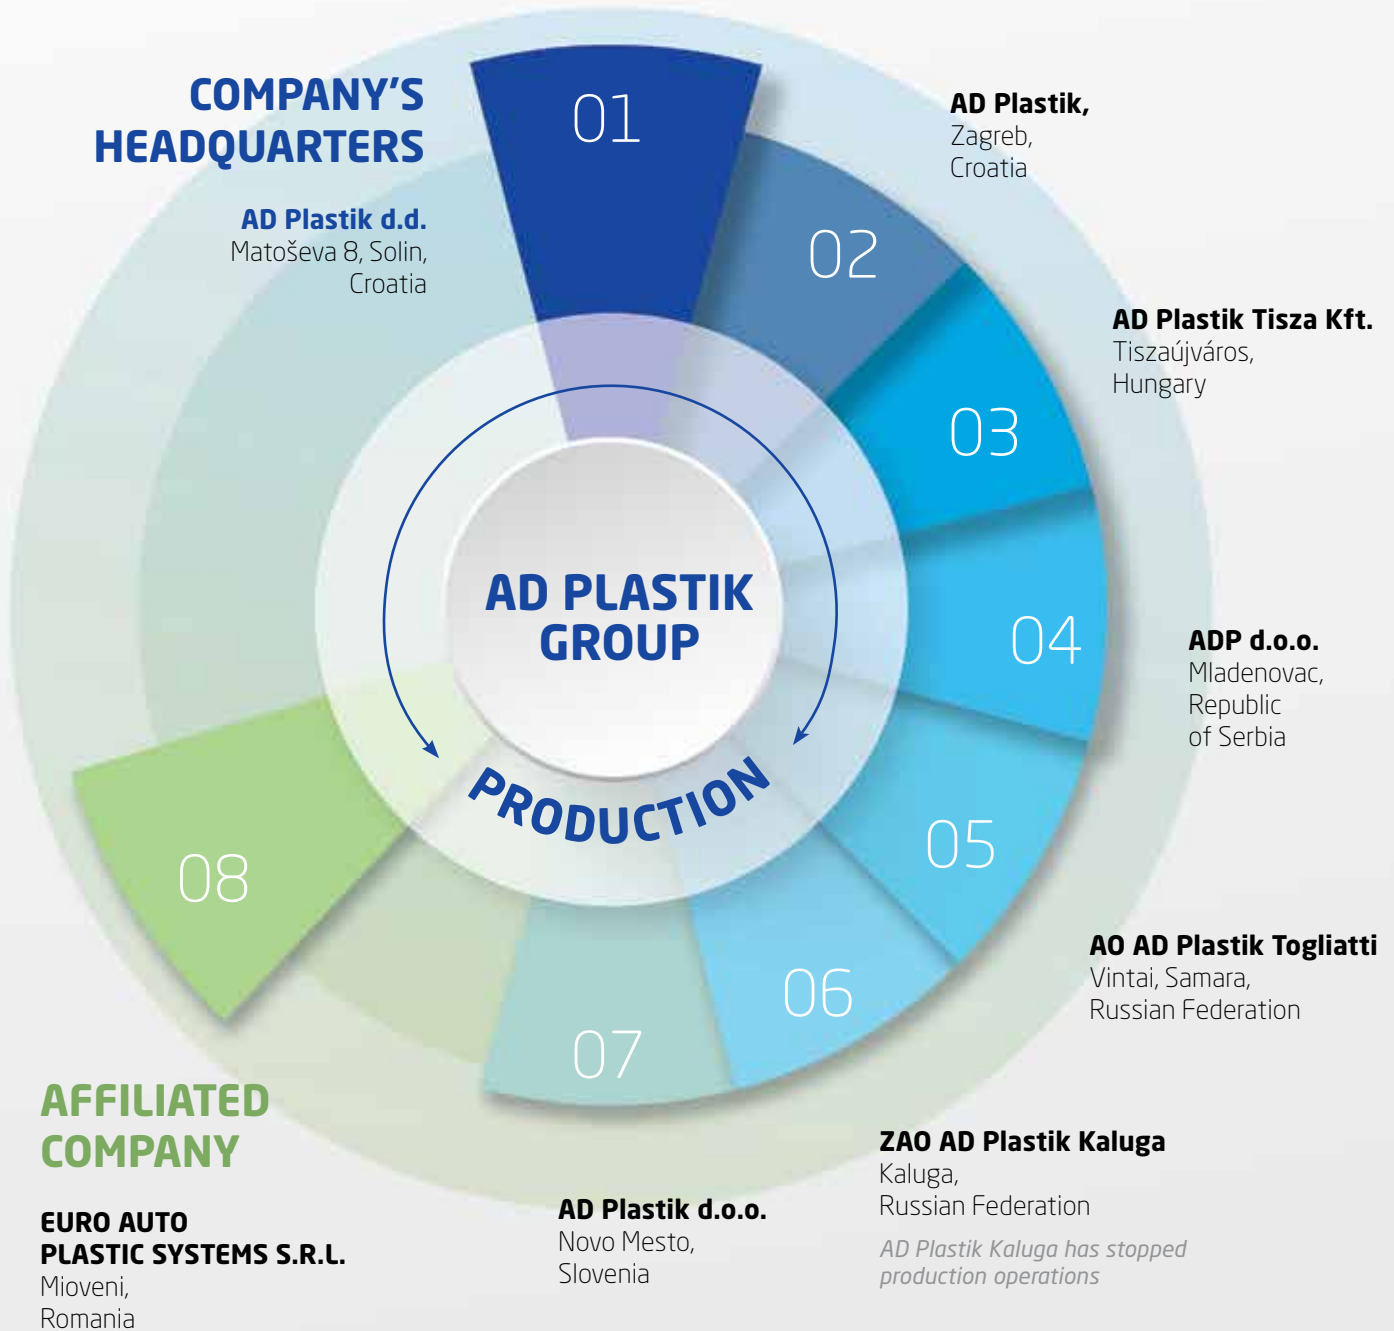 COMPANY'S
HEADQUARTERS
AD Plastik d.d.
Matoševa 8, Solin,
Croatia
01
02
AD Plastik,
Zagreb,
Croatia
03
AD Plastik Tisza Kft.
Tiszaújváros,
Hungary
04
ADP d.o.o.
Mladenovac,
Republic
of Serbia
05
AO AD Plastik Togliatti
Vintai, Samara,
Russian Federation
06
ZAO AD Plastik Kaluga
Kaluga,
Russian Federation
AD Plastik Kaluga has stopped
production operations
07
AD Plastik d.o.o.
Novo Mesto,
Slovenia
08
AFFILIATED
COMPANY
EURO AUTO
PLASTIC SYSTEMS S.R.L.
Mioveni,
Romania
AD PLASTIK
GROUP
PRODUCTION